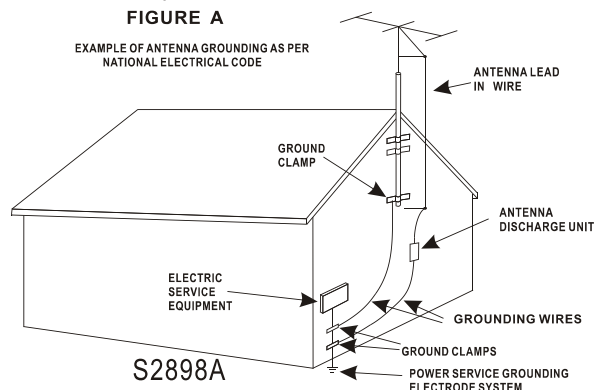 FIGURE A
EXAMPLE OF ANTENNA GROUNDING AS PER
NATIONAL ELECTRICAL CODE
ANTENNA LEAD
IN WIRE
GROUND
CLAMP
ANTENNA
DISCHARGE UNIT
ELECTRIC
SERVICE
EQUIPMENT
GROUNDING WIRES
GROUND CLAMPS
S2898A
POWER SERVICE GROUNDING
ELECTRODE SYSTEM